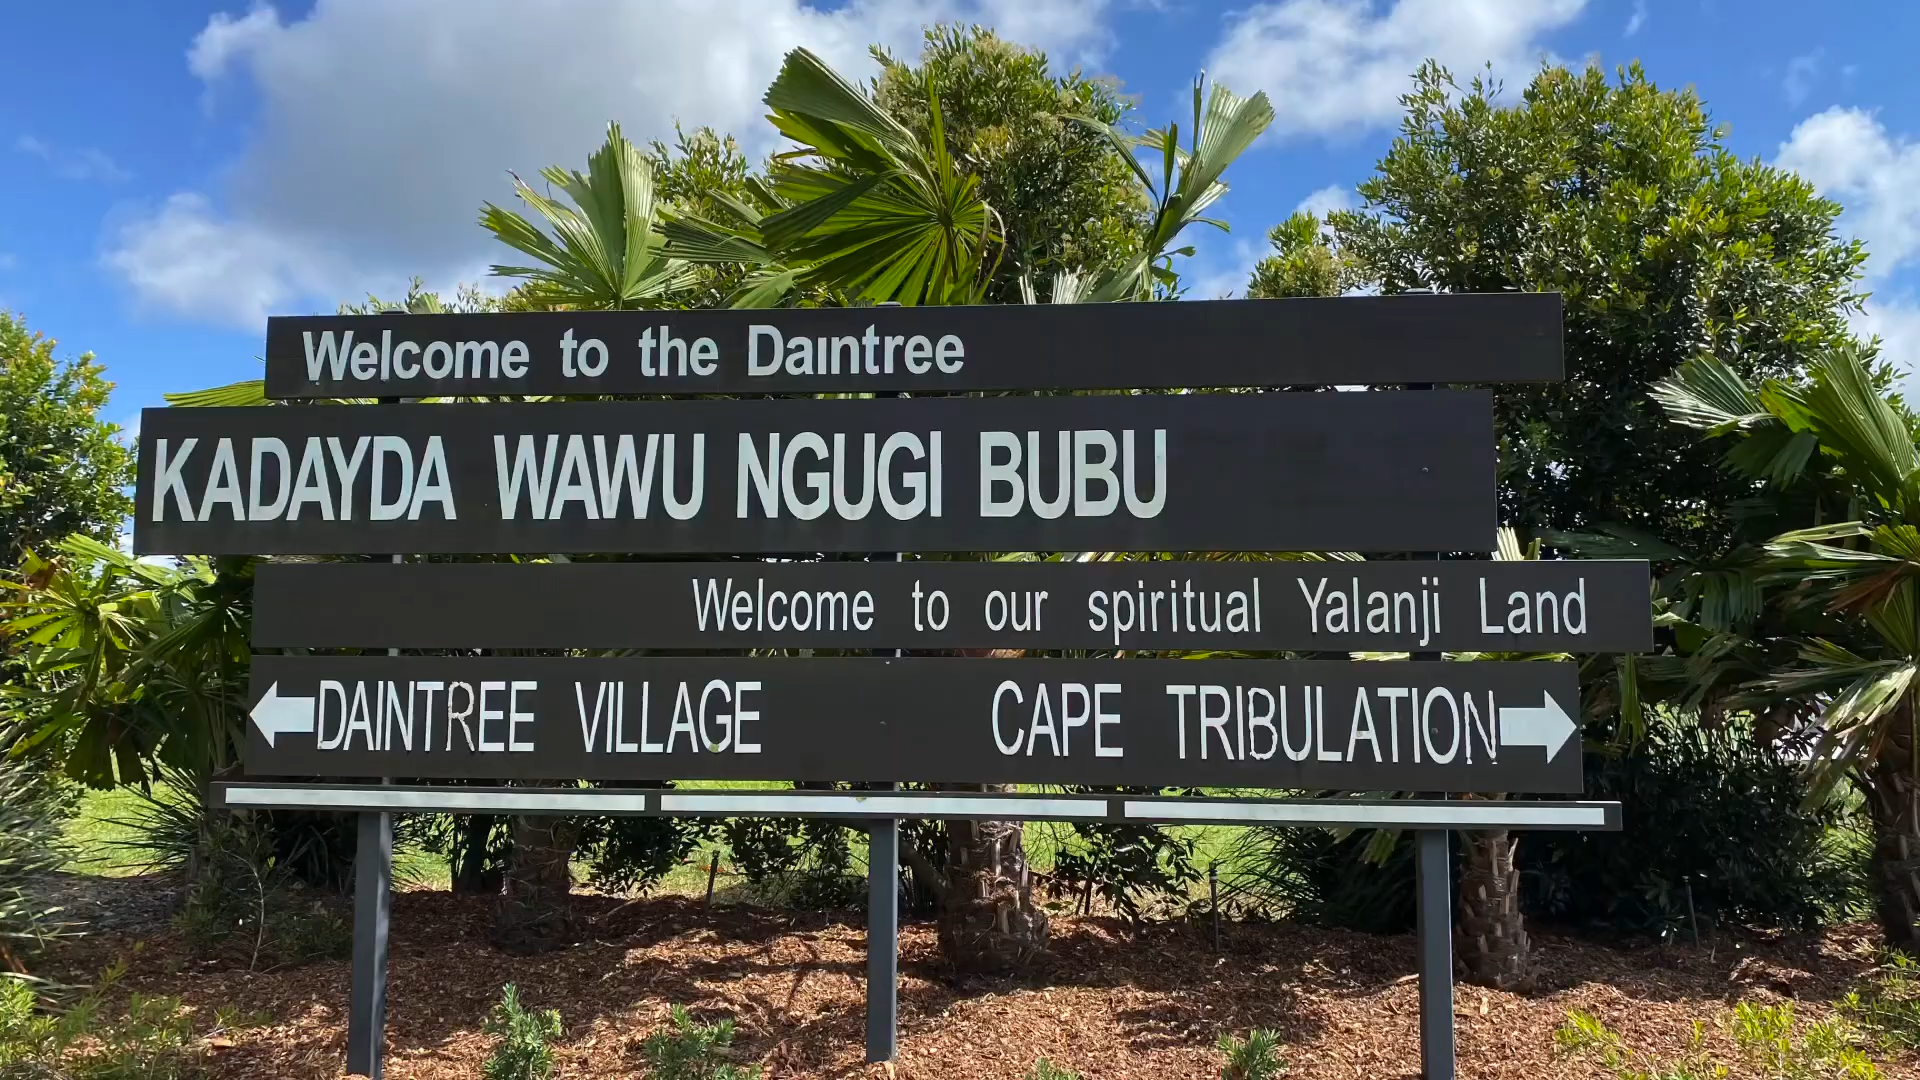 Welcome to the Daintree
KADAYDA WAWU NGUGI BUBU
Welcome to our spiritual Yalanji Land
DAINTREE VILLAGE
CAPE TRIBULATION